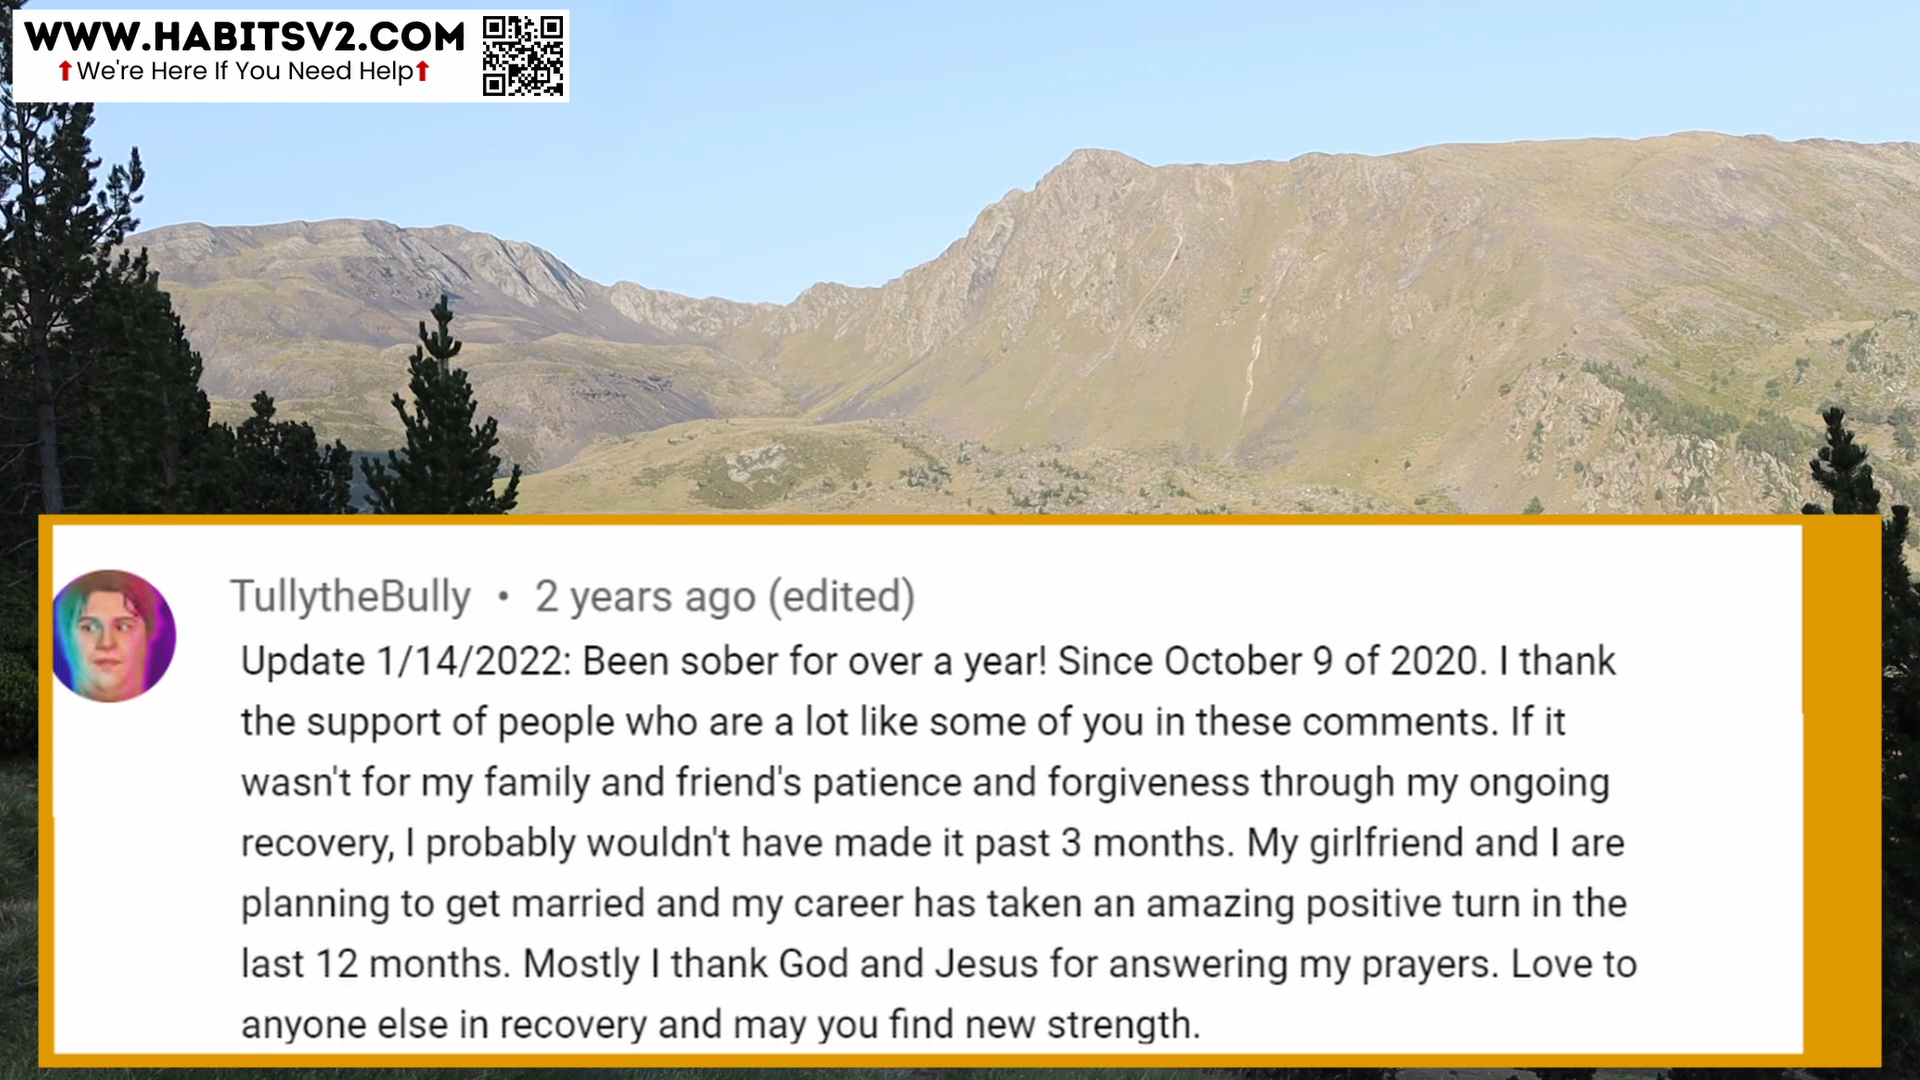 WWW.HABITSV2.COM
We're Here If You Need Help
TullytheBully • 2 years ago (edited)
Update 1/14/2022: Been sober for over a year! Since October 9 of 2020. I thank
the support of people who are a lot like some of you in these comments. If it
wasn't for my family and friend's patience and forgiveness through my ongoing
recovery, I probably wouldn't have made it past 3 months. My girlfriend and I are
planning to get married and my career has taken an amazing positive turn in the
last 12 months. Mostly I thank God and Jesus for answering my prayers. Love to
anyone else in recovery and may you find new strength.